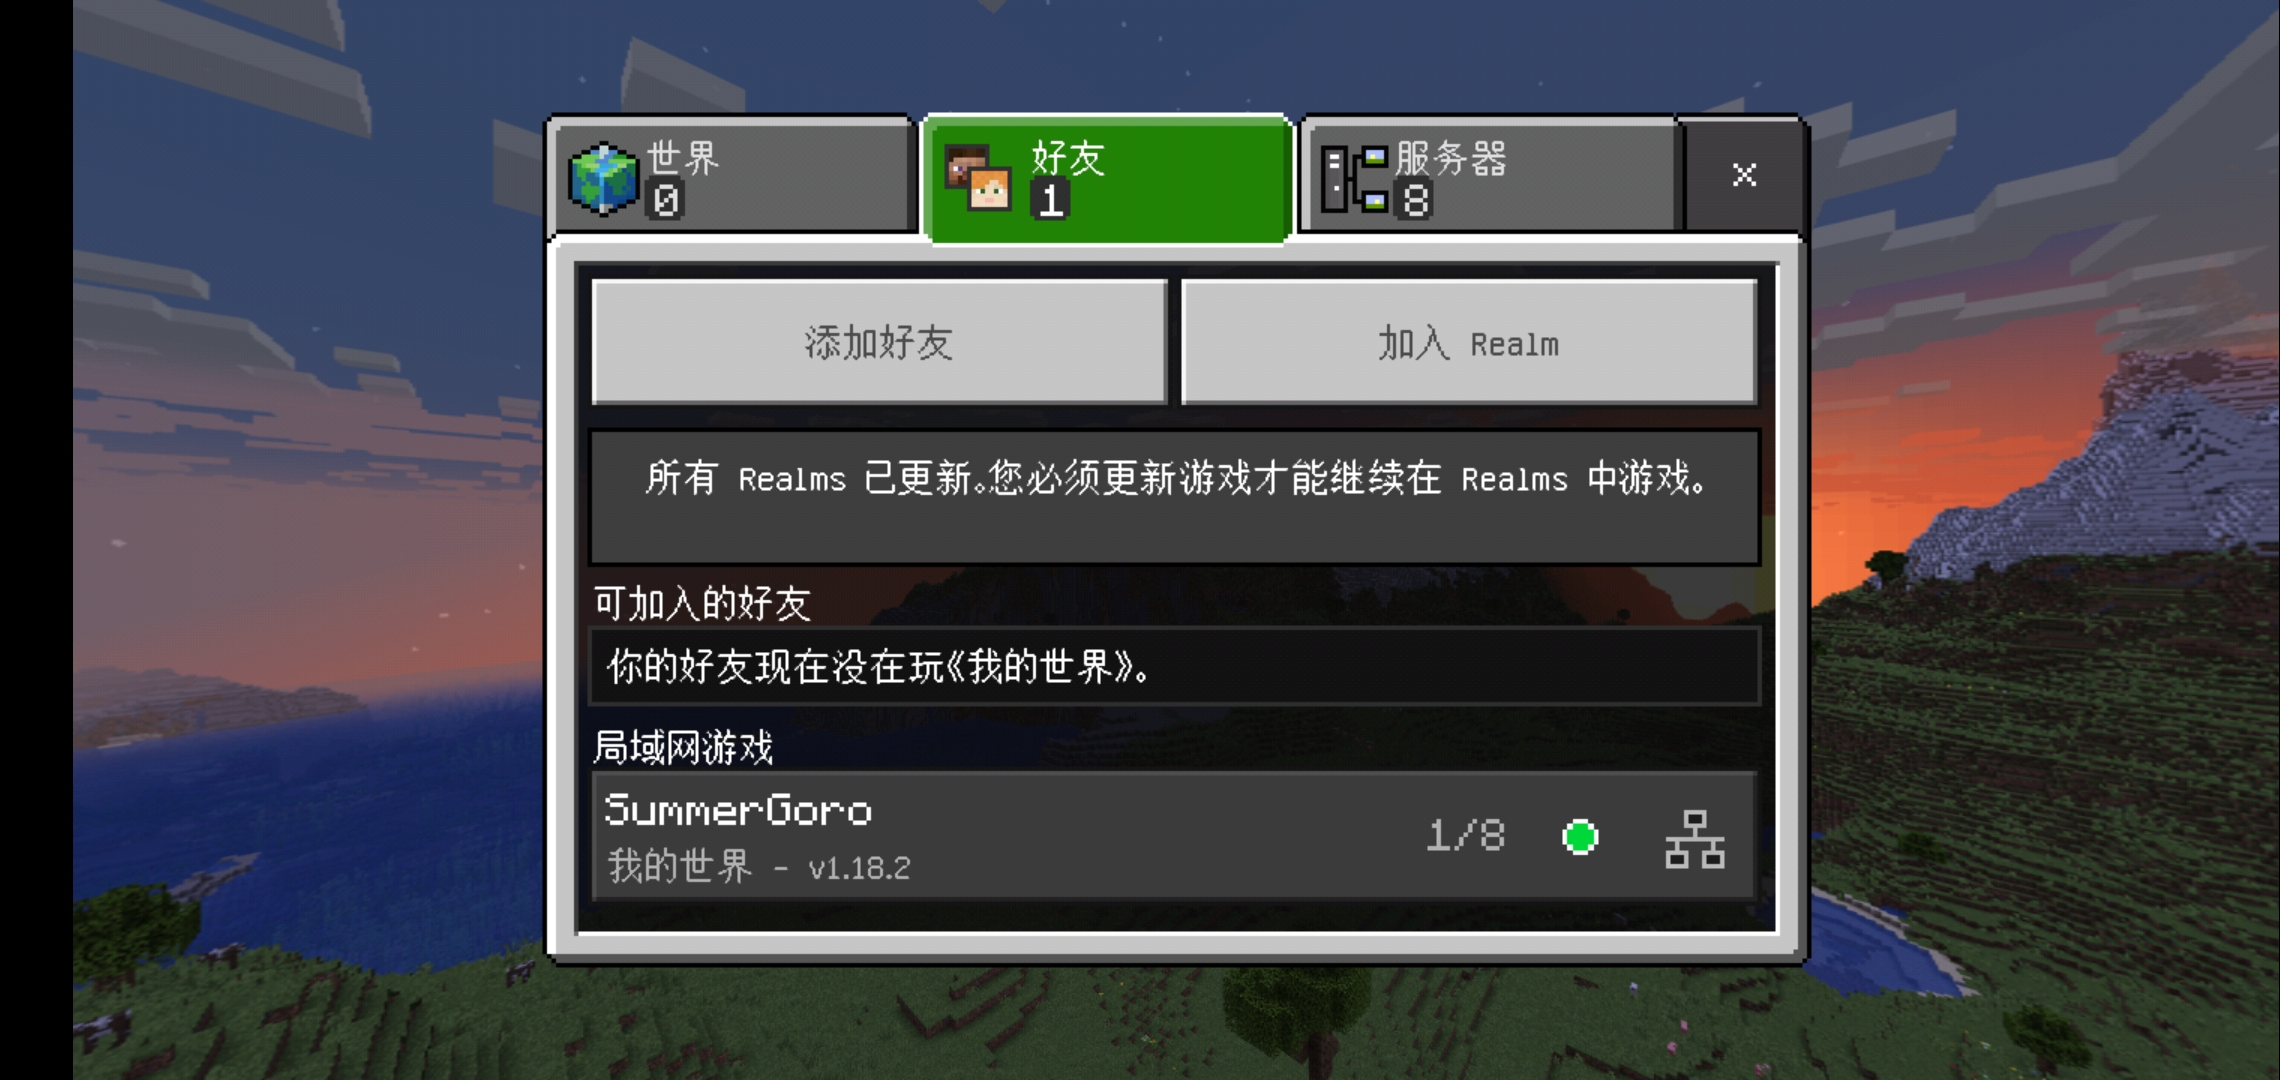 世界
0
好友
1
服务器
8
添加好友
加入 Realm
所有 Realms 已更新。您必须更新游戏才能继续在 Realms 中游戏。
可加入的好友
你的好友现在没在玩《我的世界》。
局域网游戏
SummerGoro
1/8
我的世界 - v1.18.2